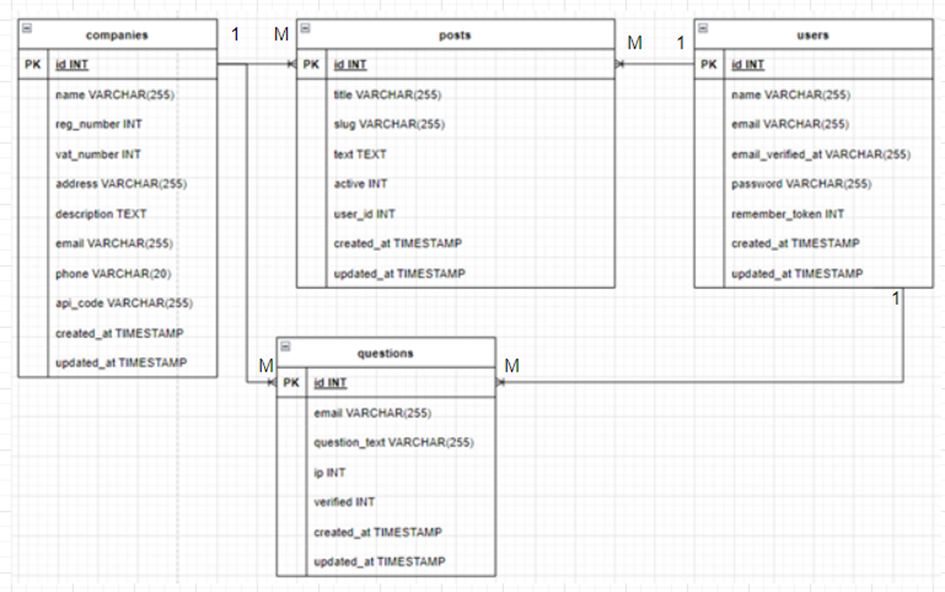 companies
PK id INT
name VARCHAR(255)
reg_number INT
vat_number INT
address VARCHAR(255)
description TEXT
email VARCHAR(255)
phone VARCHAR(20)
api_code VARCHAR(255)
created_at TIMESTAMP
updated_at TIMESTAMP
1 M
posts
PK id INT
title VARCHAR(255)
slug VARCHAR(255)
text TEXT
active INT
user_id INT
created_at TIMESTAMP
updated_at TIMESTAMP
M 1
users
PK id INT
name VARCHAR(255)
email VARCHAR(255)
email_verified_at VARCHAR(255)
password VARCHAR(255)
remember_token INT
created_at TIMESTAMP
updated_at TIMESTAMP
1
M
questions
M
PK id INT
email VARCHAR(255)
question_text VARCHAR(255)
ip INT
verified INT
created_at TIMESTAMP
updated_at TIMESTAMP